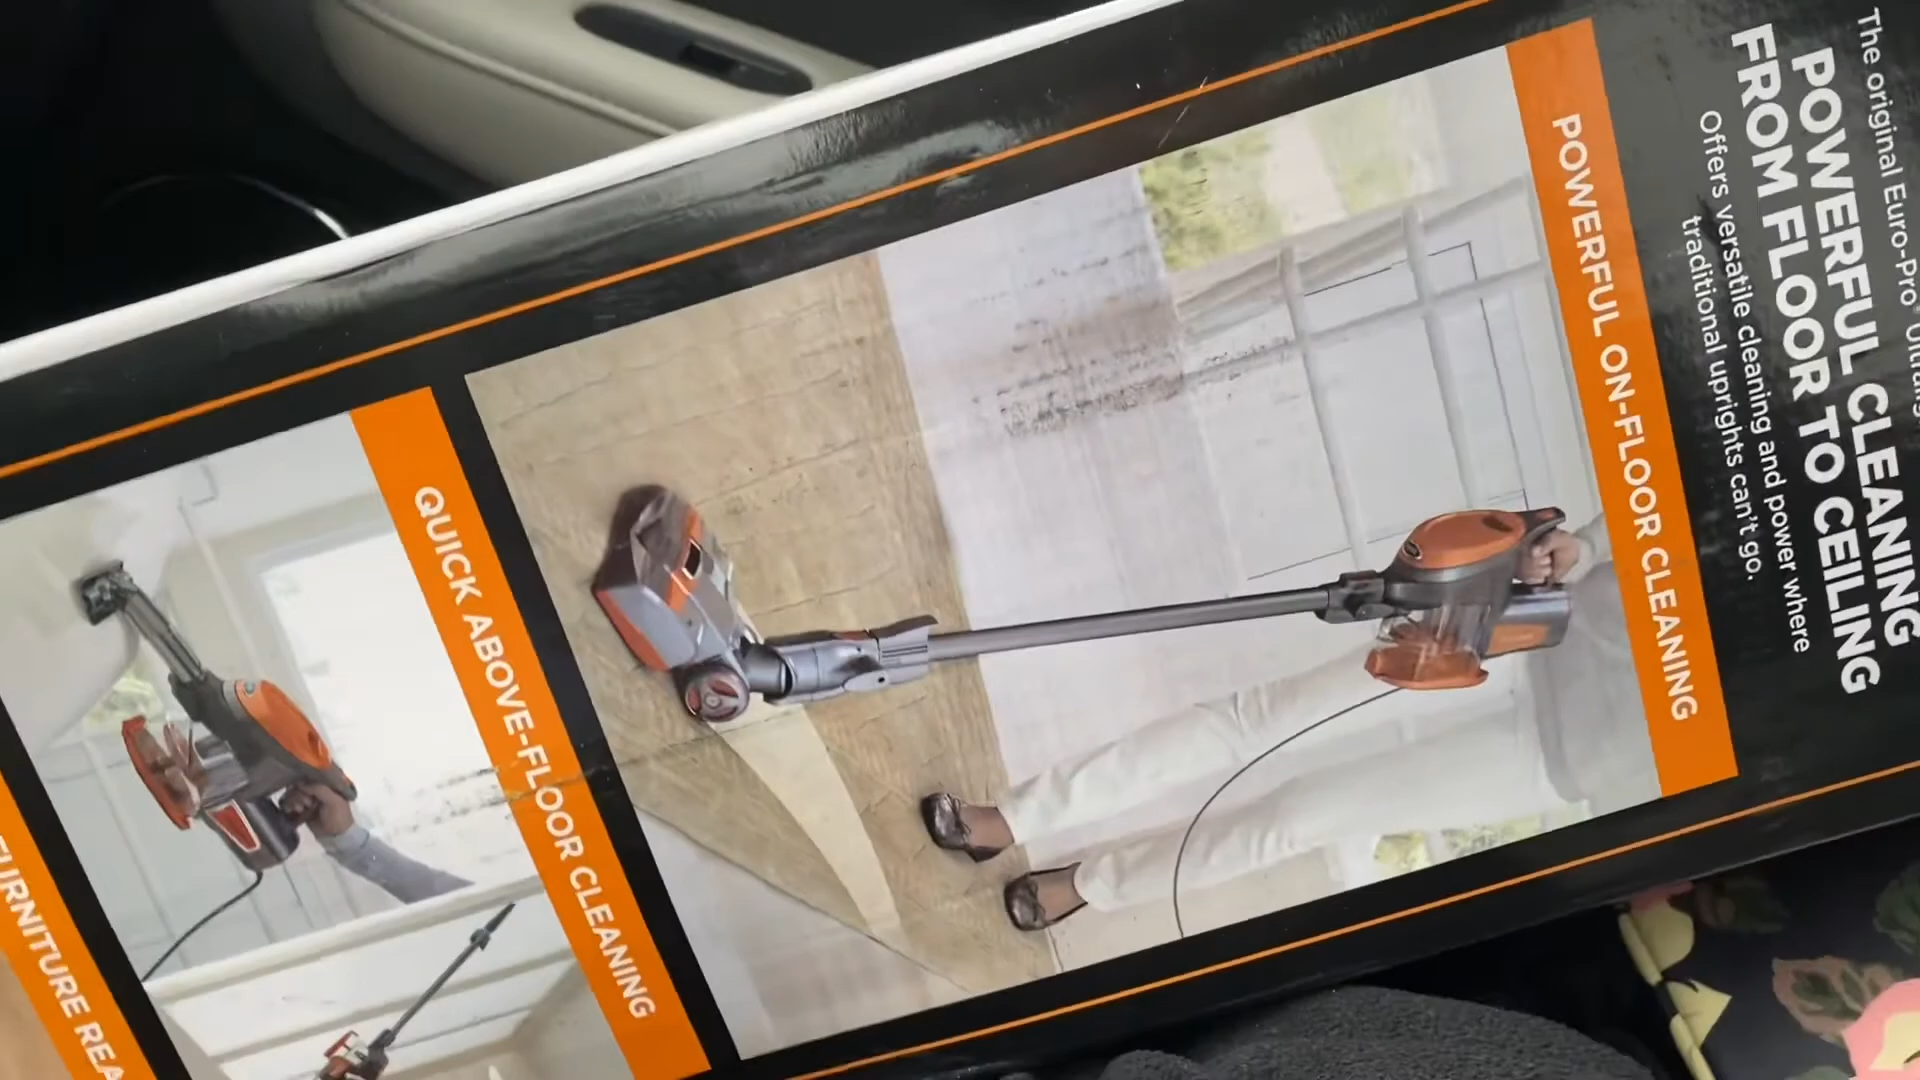 The original Euro-Pro
POWERFUL CLEANING
FROM FLOOR TO CEILING
Offers versatile cleaning and power where
traditional uprights can't go.
POWERFUL ON-FLOOR CLEANING
QUICK ABOVE-FLOOR CLEANING